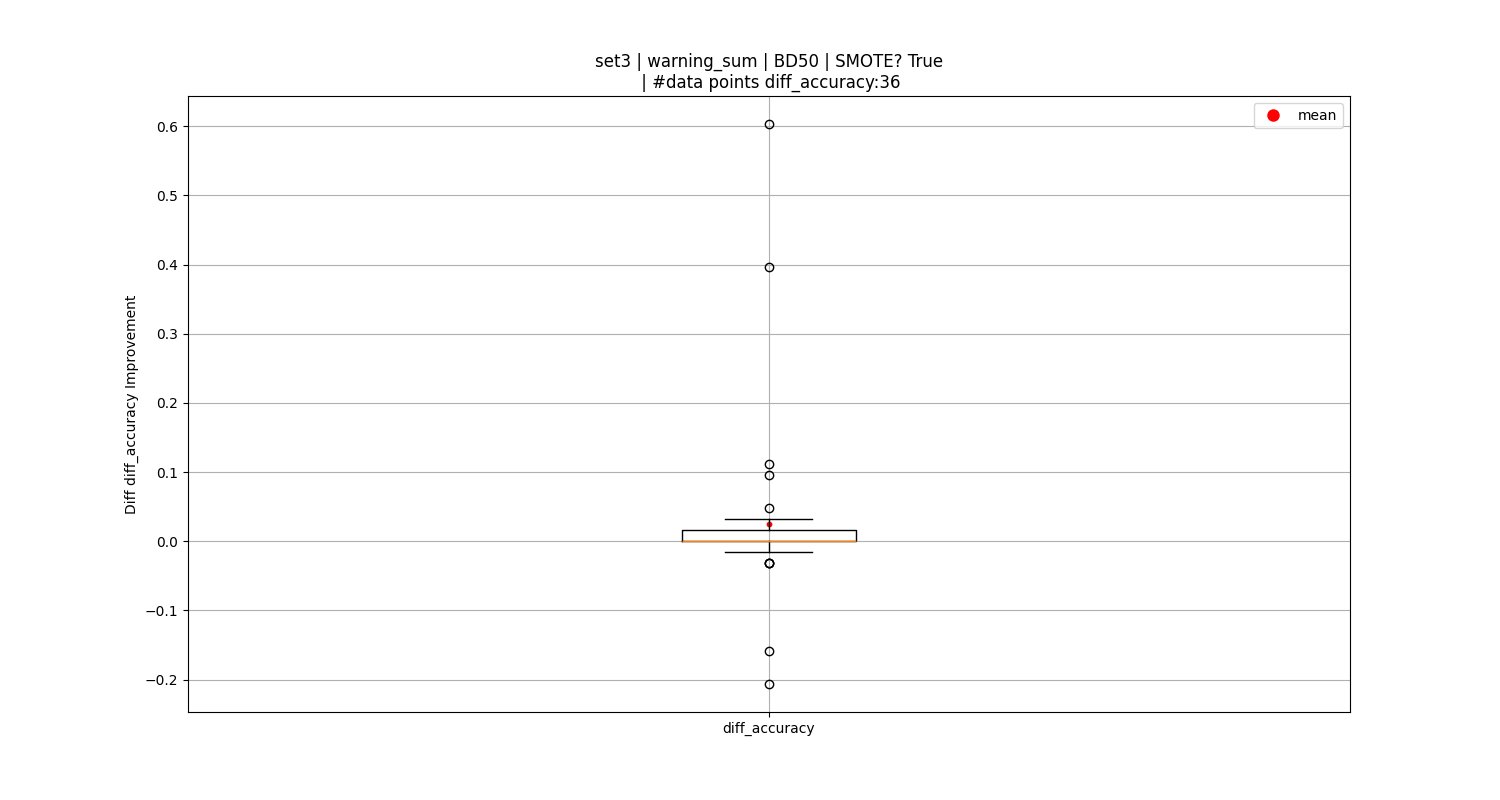 set3 | warning_sum | BD50 | SMOTE? True
| #data points diff_accuracy:36
mean
0.6
0.5
0.4
0.3
0.2
0.1
0.0
−0.1
−0.2
Diff diff_accuracy Improvement
diff_accuracy